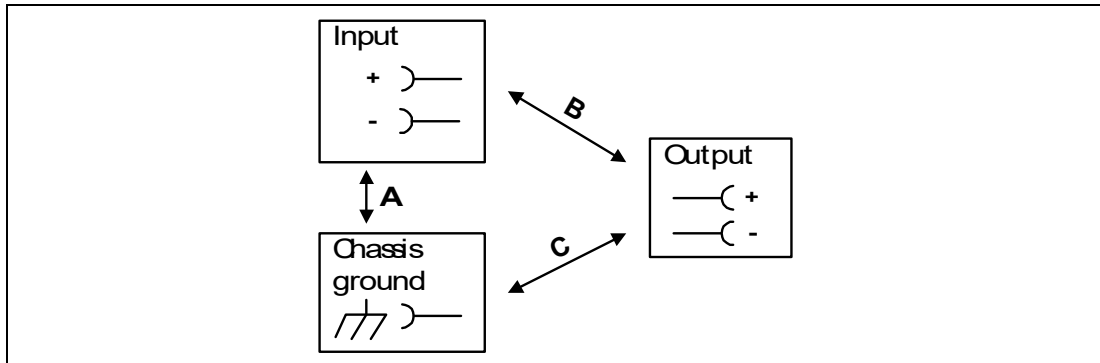 Input
+
-
B
Output
+
-
A
C
Chassis
ground